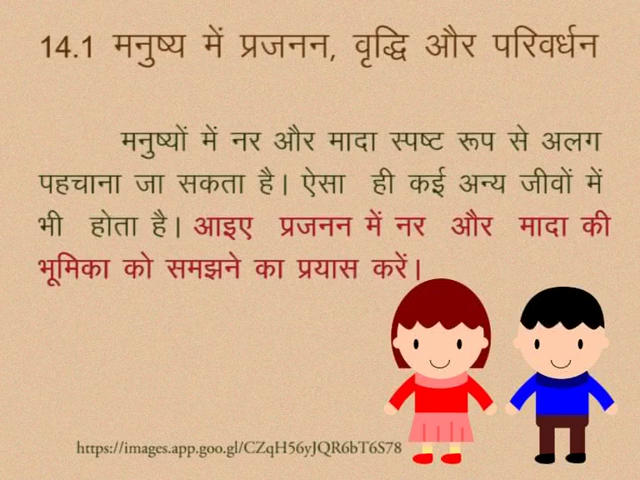 14.1 मनुष्य में प्रजनन, वृद्धि और परिवर्धन
मनुष्यों में नर और मादा स्पष्ट रूप से अलग
पहचाना जा सकता है। ऐसा ही कई अन्य जीवों में
भी होता है। आइए प्रजनन में नर और मादा की
भूमिका को समझने का प्रयास करें।
https://images.app.goo.gl/CZqH56yJQR6bT6S78